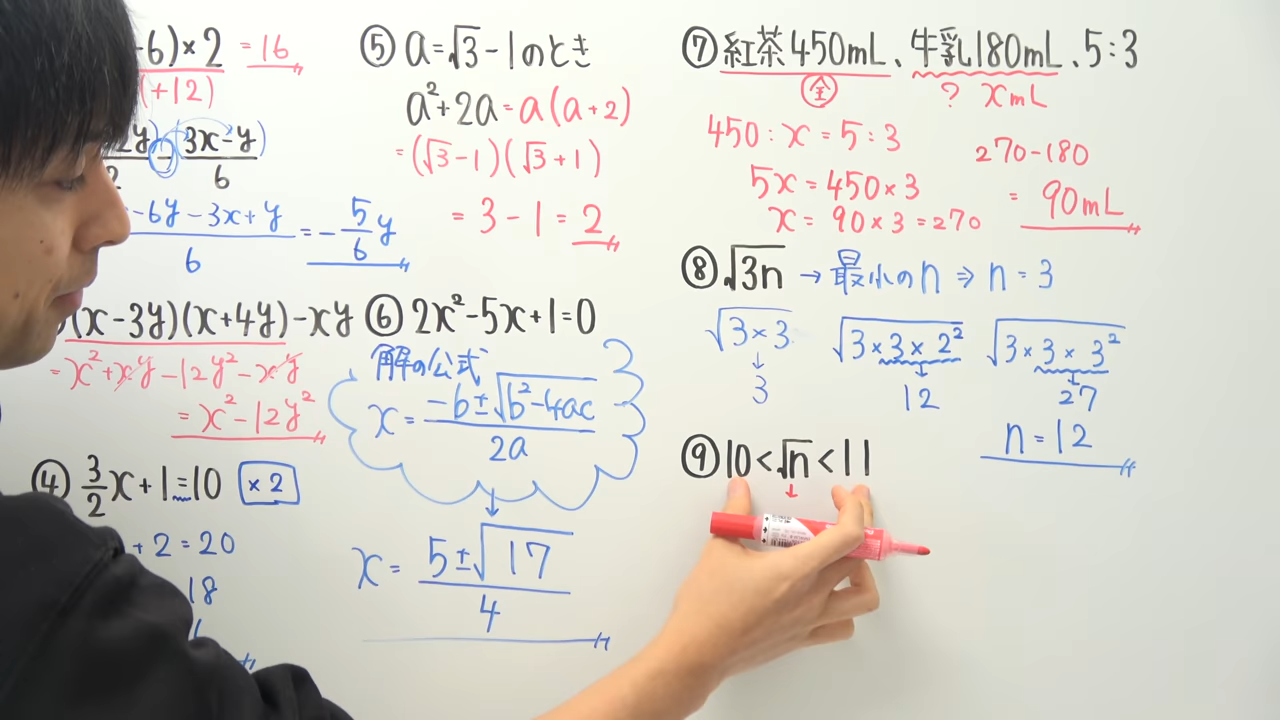 -6)×2 =16
(+12)
2y)-(3x-y)
2 6
-6y-3x+y
6
=-5/6y
(x-3y)(x+4y)-xy
=x²+xy-12y²-xy
=x²-12y²
④ 3/2x+1=10 ×2
+2=20
18
⑤ a=√3-1のとき
a²+2a=a(a+2)
=(√3-1)(√3+1)
=3-1=2
⑥ 2x²-5x+1=0
解の公式
x=(-b±√(b²-4ac))/2a
x=(5±√17)/4
⑦ 紅茶450mL、牛乳180mL、5:3
全 ? xmL
450:x=5:3
5x=450×3
x=90×3=270
270-180
=90mL
⑧ √3n→最小のn⇒n=3
√(3×3) √(3×3×2²) √(3×3×3²)
↓ ↓ ↓
3 12 27
n=12
⑨ 10<√n<11
↓